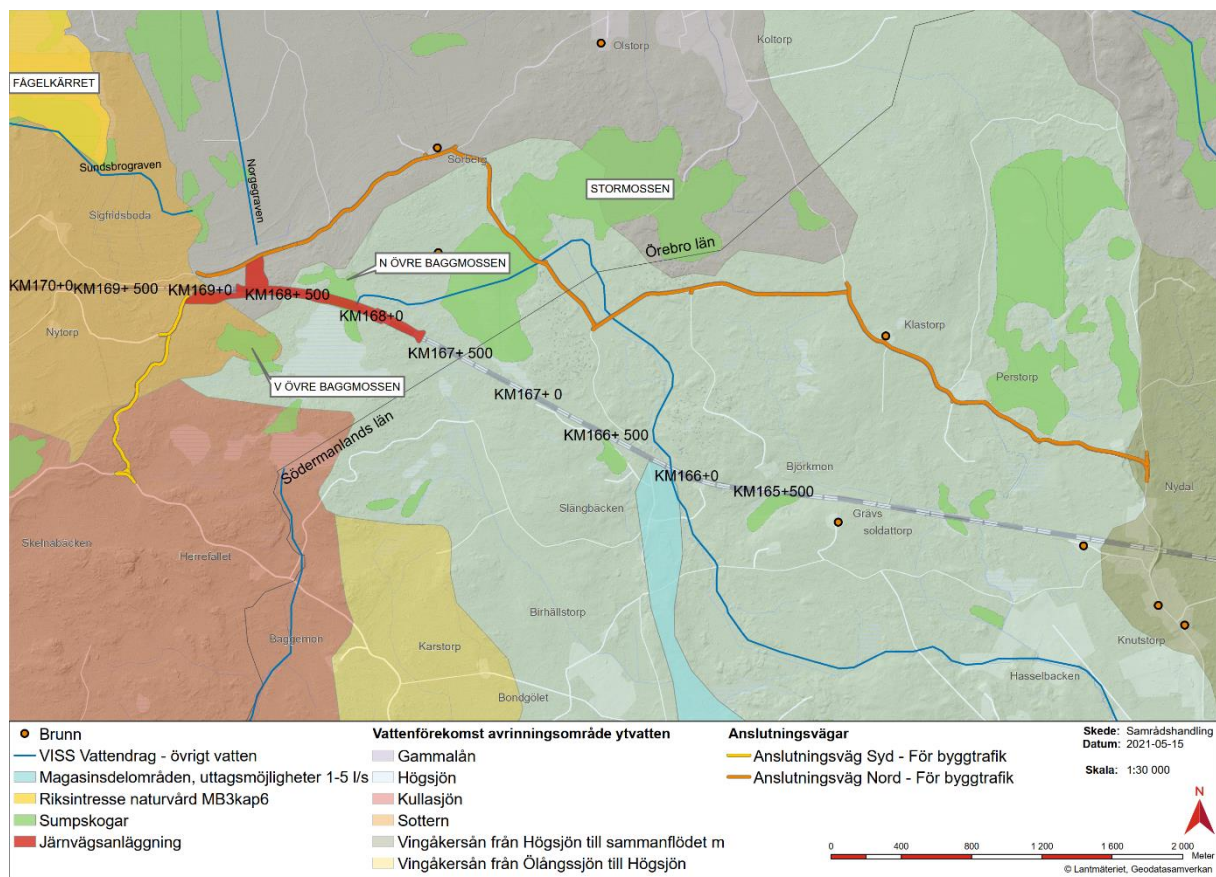 Olstorp
Koltorp
FÅGELKÄRRET
Sörberg
Sundsbrograven
Norgegraven
Sigfridsboda
STORMOSSEN
Örebro län
N ÖVRE BAGGMOSSEN
KM170+0
KM169+ 500
KM169+0
KM168+ 500
KM168+0
Nytorp
Klastorp
KM167+ 500
Perstorp
V ÖVRE BAGGMOSSEN
KM167+ 0
Södermanlands län
KM166+ 500
Björkmon
KM166+0
KM165+500
Nydal
Slängbäcken
Grävs
soldattorp
Skelnabäcken
Herrefallet
Birhällstorp
Baggemon
Karstorp
Knutstorp
Hasselbacken
Bondgölet
Brunn
VISS Vattendrag - övrigt vatten
Magasinsdelområden, uttagsmöjligheter 1-5 l/s
Riksintresse naturvård MB3kap6
Sumpskogar
Järnvägsanläggning
Vattenförekomst avrinningsområde ytvatten
Gammalån
Högsjön
Kullasjön
Sottern
Vingåkersån från Högsjön till sammanflödet m
Vingåkersån från Ölångssjön till Högsjön
Anslutningsvägar
Anslutningsväg Syd - För byggtrafik
Anslutningsväg Nord - För byggtrafik
Skede: Samrådshandling
Datum: 2021-05-15
Skala: 1:30 000
N
0 400 800 1 200 1 600 2 000
Meter
© Lantmäteriet, Geodatasamverkan